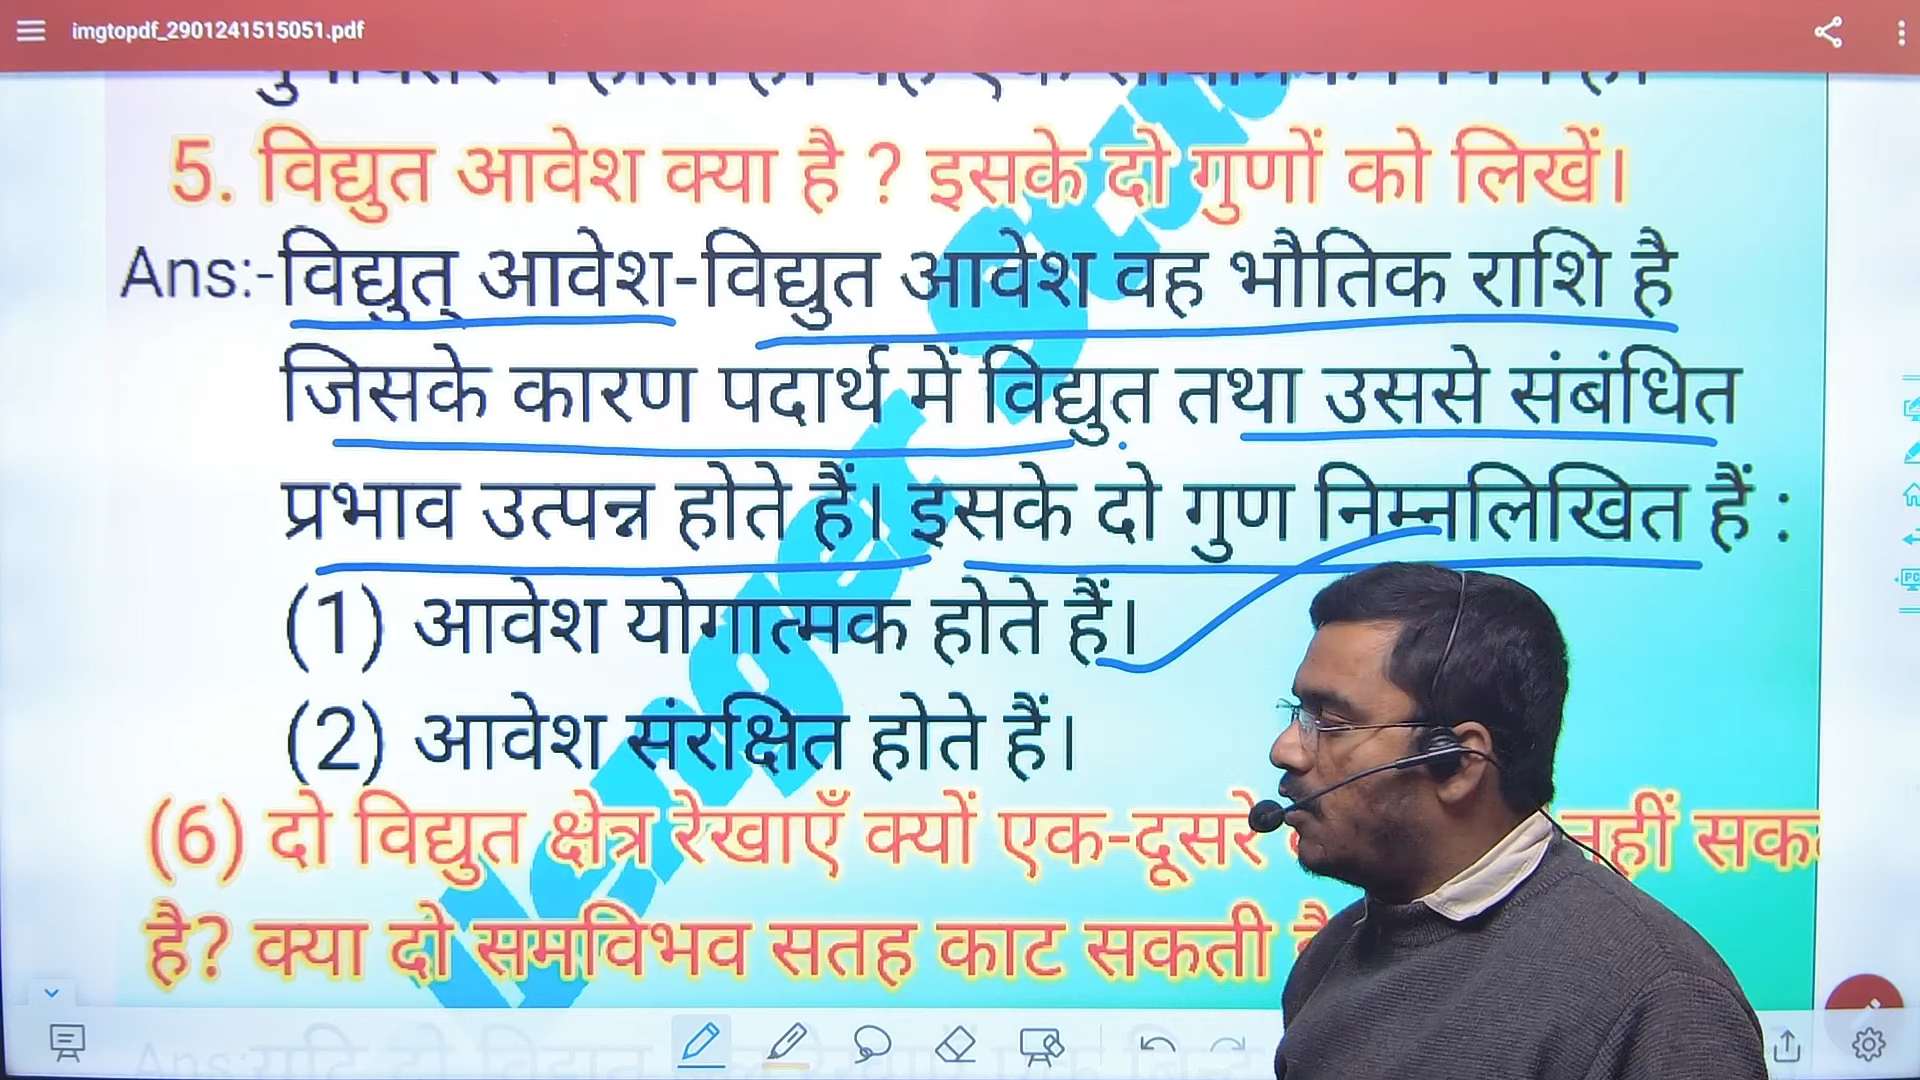 imgtopdf_2901241515051.pdf
5. विद्युत आवेश क्या है ? इसके दो गुणों को लिखें।
Ans:-विद्युत् आवेश-विद्युत आवेश वह भौतिक राशि है
जिसके कारण पदार्थ में विद्युत तथा उससे संबंधित
प्रभाव उत्पन्न होते हैं। इसके दो गुण निम्नलिखित हैं :
(1) आवेश योगात्मक होते हैं।
(2) आवेश संरक्षित होते हैं।
(6) दो विद्युत क्षेत्र रेखाएँ क्यों एक-दूसरे नहीं
है? क्या दो समविभव सतह काट सकती